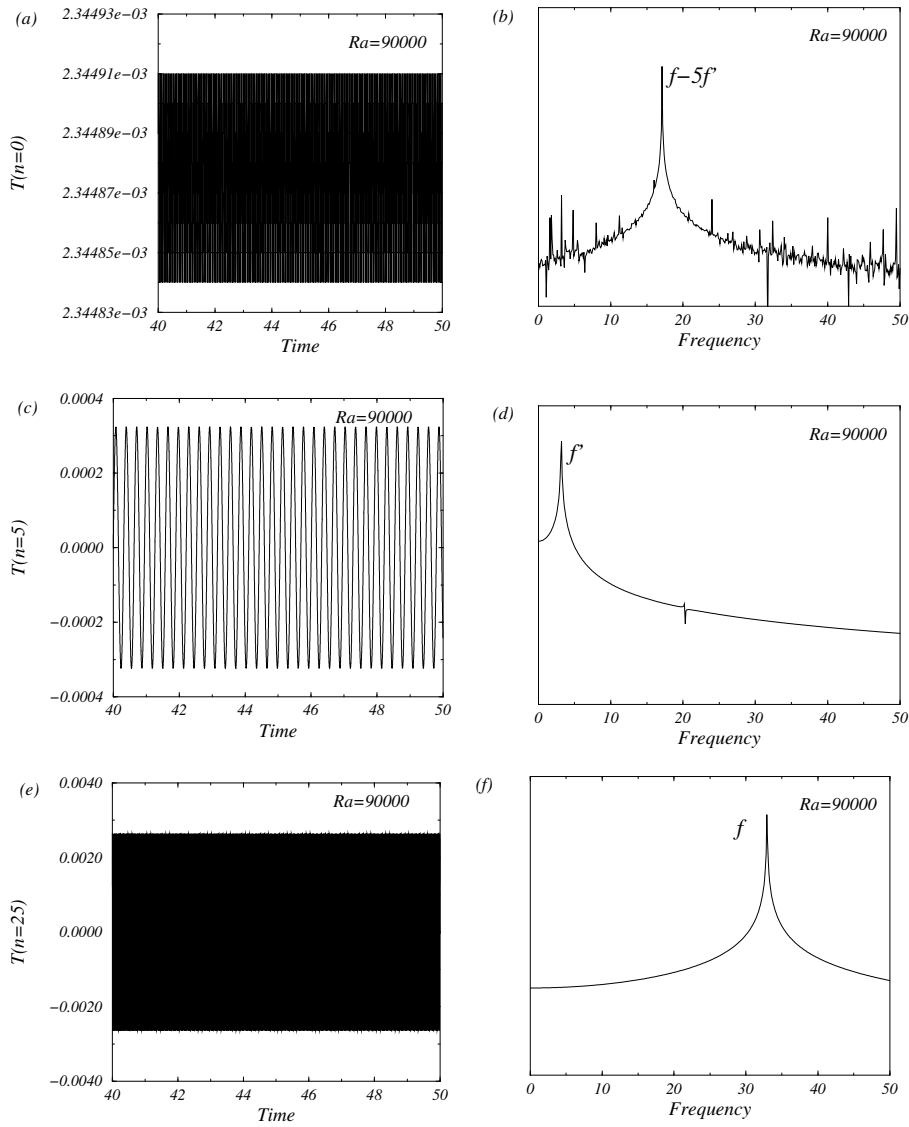 (a)
2.34493e−03
2.34491e−03
2.34489e−03
2.34487e−03
2.34485e−03
2.34483e−03
T(n=0)
Ra=90000
40 42 44 46 48 50
Time
(b)
Ra=90000
f−5f’
0 10 20 30 40 50
Frequency
(c)
0.0004
0.0002
0.0000
−0.0002
−0.0004
T(n=5)
Ra=90000
40 42 44 46 48 50
Time
(d)
Ra=90000
f’
0 10 20 30 40 50
Frequency
(e)
0.0040
0.0020
0.0000
−0.0020
−0.0040
T(n=25)
Ra=90000
40 42 44 46 48 50
Time
(f)
Ra=90000
f
0 10 20 30 40 50
Frequency